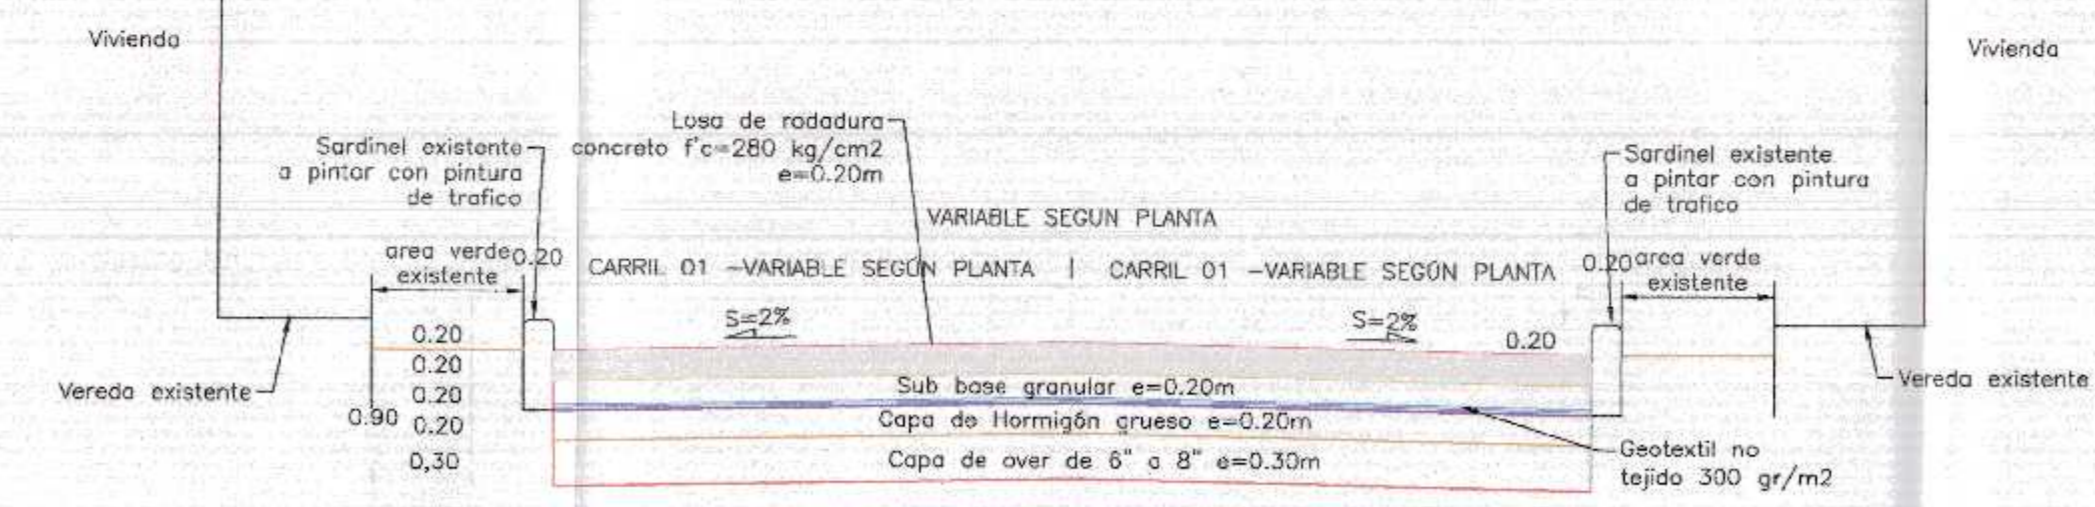 Vivienda
Vivienda
Losa de rodadura
concreto f'c=280 kg/cm2
e=0.20m
Sardinel existente
a pintar con pintura
de trafico
Sardinel existente
a pintar con pintura
de trafico
VARIABLE SEGUN PLANTA
area verde
existente
0.20
CARRIL 01 -VARIABLE SEGÚN PLANTA | CARRIL 01 -VARIABLE SEGÚN PLANTA
0.20
area verde
existente
S=2%
S=2%
0.20
0.20
0.20
0.20
0.20
0,30
0.90
0.20
Vereda existente
Sub base granular e=0.20m
Capa de Hormigón grueso e=0.20m
Capa de over de 6" a 8" e=0.30m
Vereda existente
Geotextil no
tejido 300 gr/m2